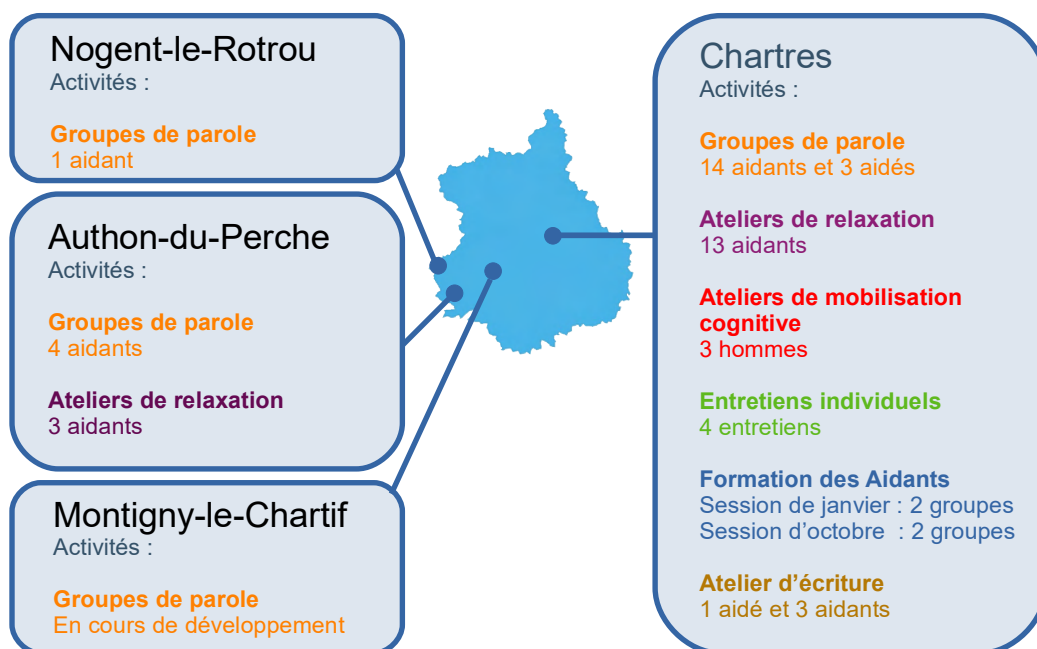 Nogent-le-Rotrou
Activités :
Groupes de parole
1 aidant
Authon-du-Perche
Activités :
Groupes de parole
4 aidants
Ateliers de relaxation
3 aidants
Montigny-le-Chartif
Activités :
Groupes de parole
En cours de développement
Chartres
Activités :
Groupes de parole
14 aidants et 3 aidés
Ateliers de relaxation
13 aidants
Ateliers de mobilisation
cognitive
3 hommes
Entretiens individuels
4 entretiens
Formation des Aidants
Session de janvier : 2 groupes
Session d’octobre  : 2 groupes
Atelier d’écriture
1 aidé et 3 aidants